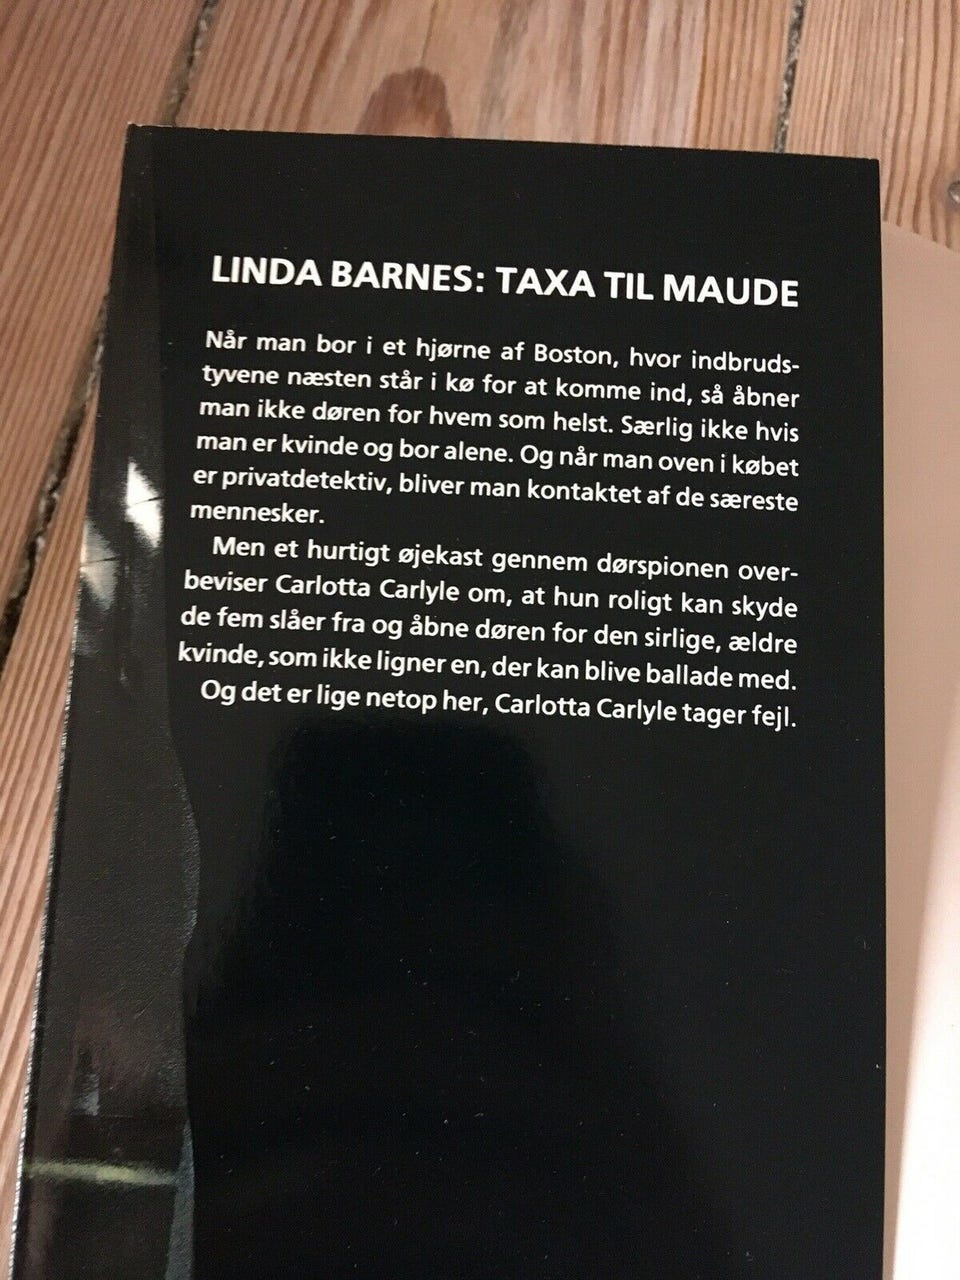 LINDA BARNES: TAXA TIL MAUDE
Når man bor i et hjørne af Boston, hvor indbruds-
tyvene næsten står i kø for at komme ind, så åbner
man ikke døren for hvem som helst. Særlig ikke hvis
man er kvinde og bor alene. Og når man oven i købet
er privatdetektiv, bliver man kontaktet af de særeste
mennesker.
Men et hurtigt øjekast gennem dørspionen over-
beviser Carlotta Carlyle om, at hun roligt kan skyde
de fem slåer fra og åbne døren for den sirlige, ældre
kvinde, som ikke ligner en, der kan blive ballade med.
Og det er lige netop her, Carlotta Carlyle tager fejl.